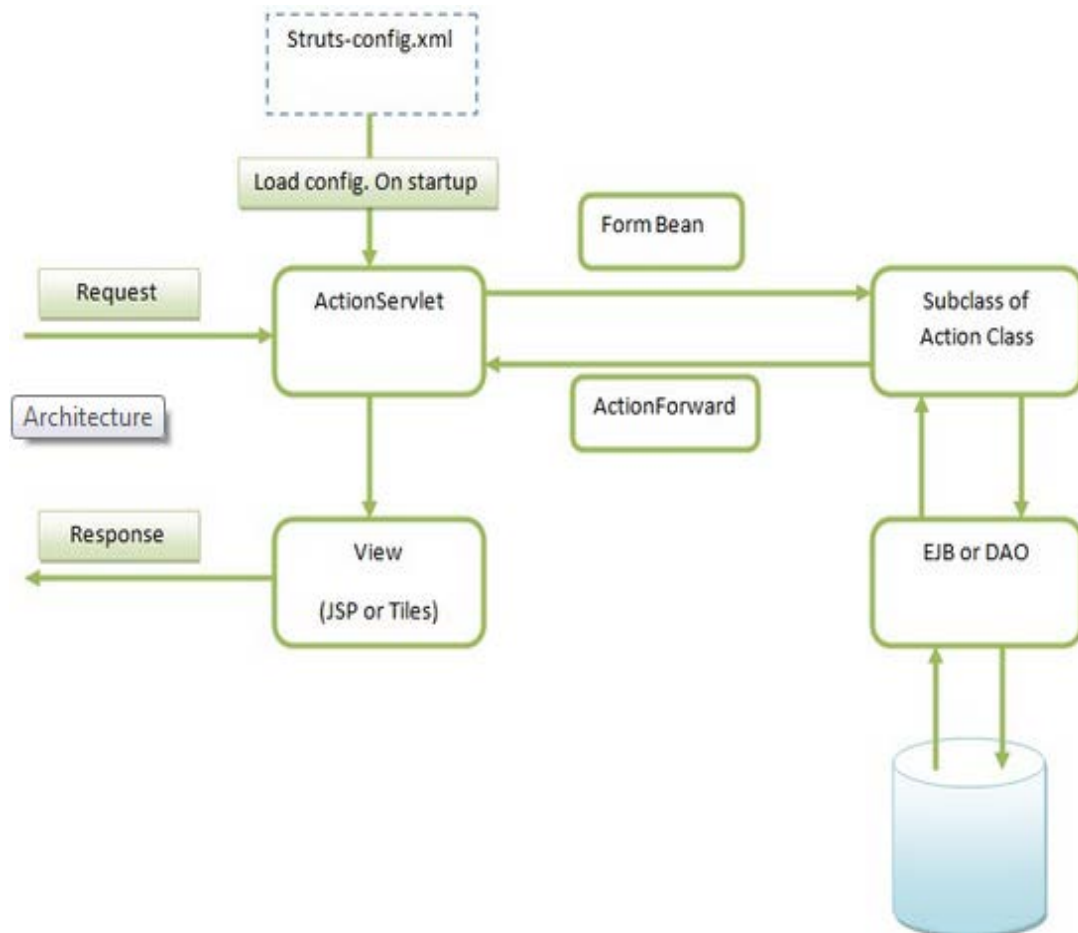 Struts-config.xml
Load config. On startup
Form Bean
Request
ActionServlet
Subclass of
Action Class
Architecture
ActionForward
Response
View
(JSP or Tiles)
EJB or DAO